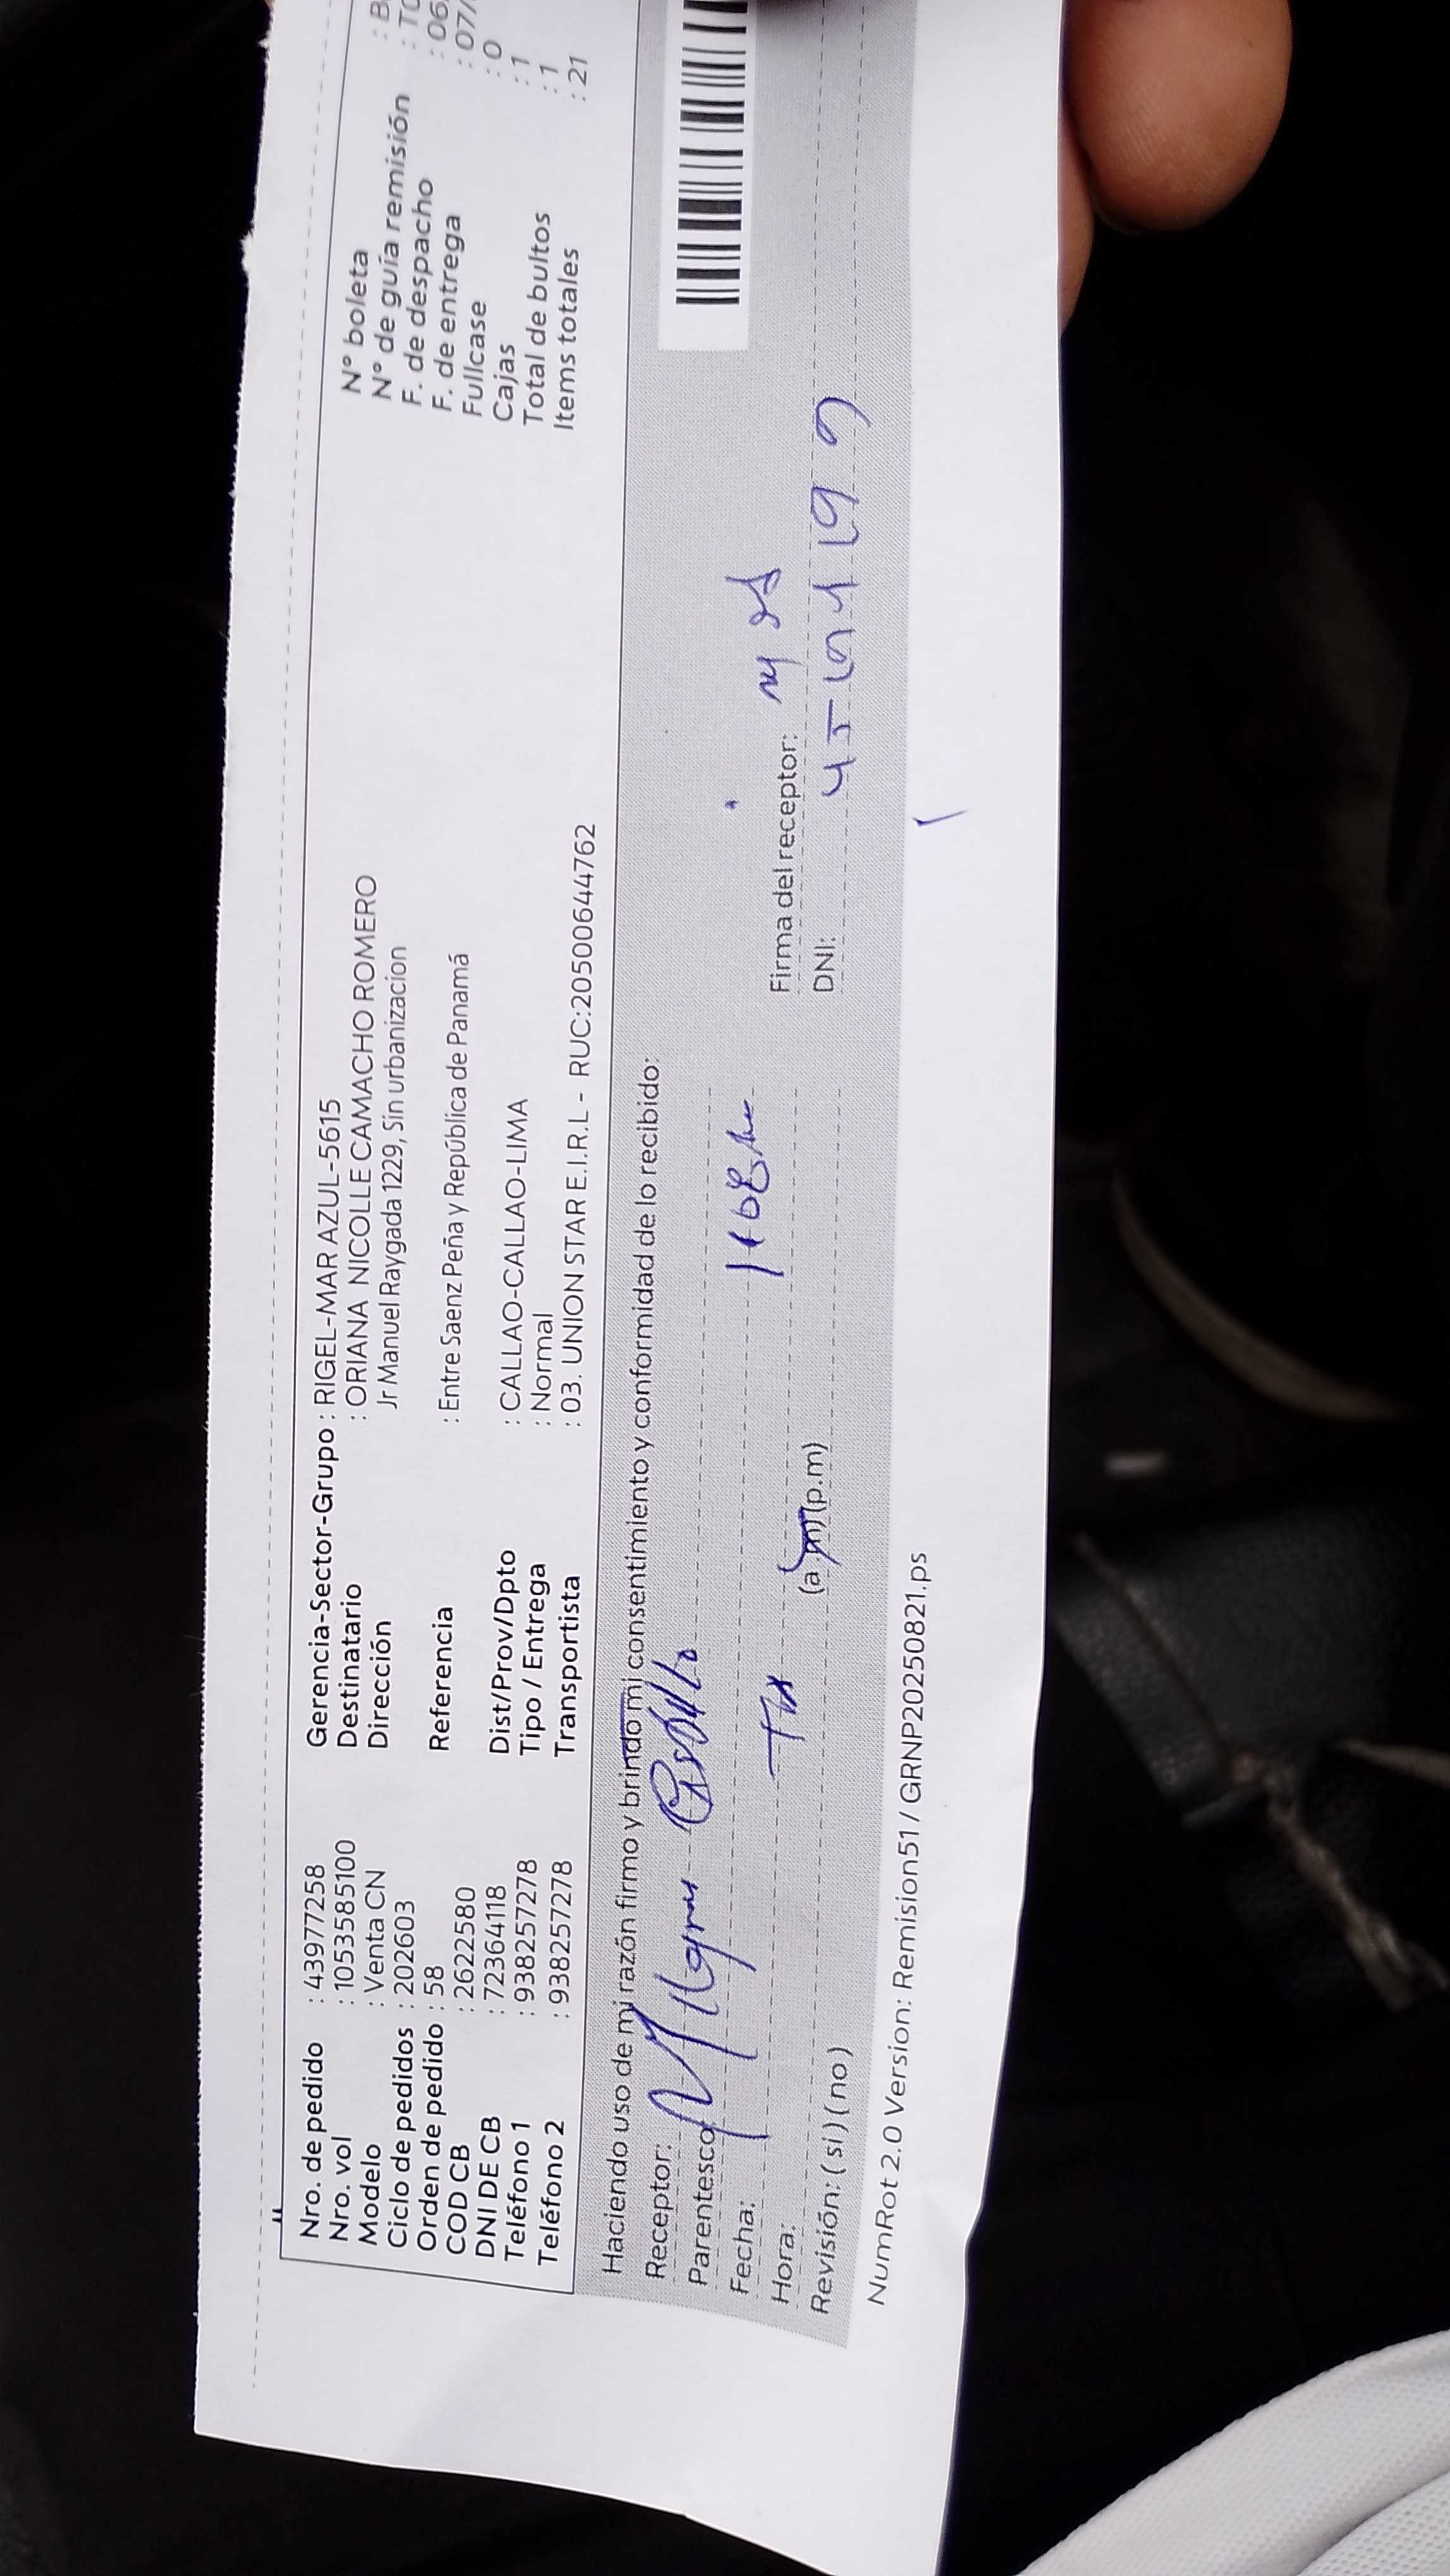 Nro. de pedido : 43977258
Nro. vol : 1053585100
Modelo : Venta CN
Ciclo de pedidos : 202603
Orden de pedido : 58
COD CB : 2622580
DNI DE CB : 72364118
Teléfono 1 : 938257278
Teléfono 2 : 938257278
Gerencia-Sector-Grupo : RIGEL-MAR AZUL-5615
Destinatario : ORIANA NICOLLE CAMACHO ROMERO
Dirección Jr Manuel Raygada 1229, Sin urbanizacion
Referencia : Entre Saenz Peña y República de Panamá
Dist/Prov/Dpto : CALLAO-CALLAO-LIMA
Tipo / Entrega : Normal
Transportista : 03. UNION STAR E.I.R.L - RUC:20500644762
N° boleta : B
N° de guía remisión : T0
F. de despacho : 06
F. de entrega : 07/
Fullcase : 0
Cajas : 1
Total de bultos : 1
Items totales : 21
Haciendo uso de mi razón firmo y brindo mi consentimiento y conformidad de lo recibido:
Receptor:
Parentesco
Fecha:
Hora: (a m) (p.m)
Revisión: (si) (no)
Firma del receptor:
DNI:
NumRot 2.0 Version: Remision51 / GRNP20250821.ps